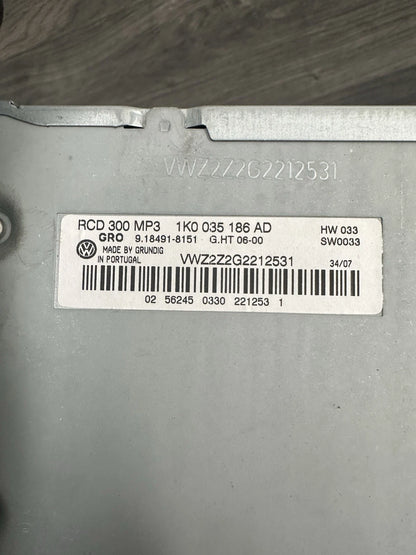 VWZ2Z2G2212531
RCD 300 MP3 1K0 035 186 AD HW 033
GRO 9.18491-8151 G.HT 06-00 SW0033
MADE BY GRUNDIG
IN PORTUGAL VWZ2Z2G2212531 34/07
02 56245 0330 221253 1